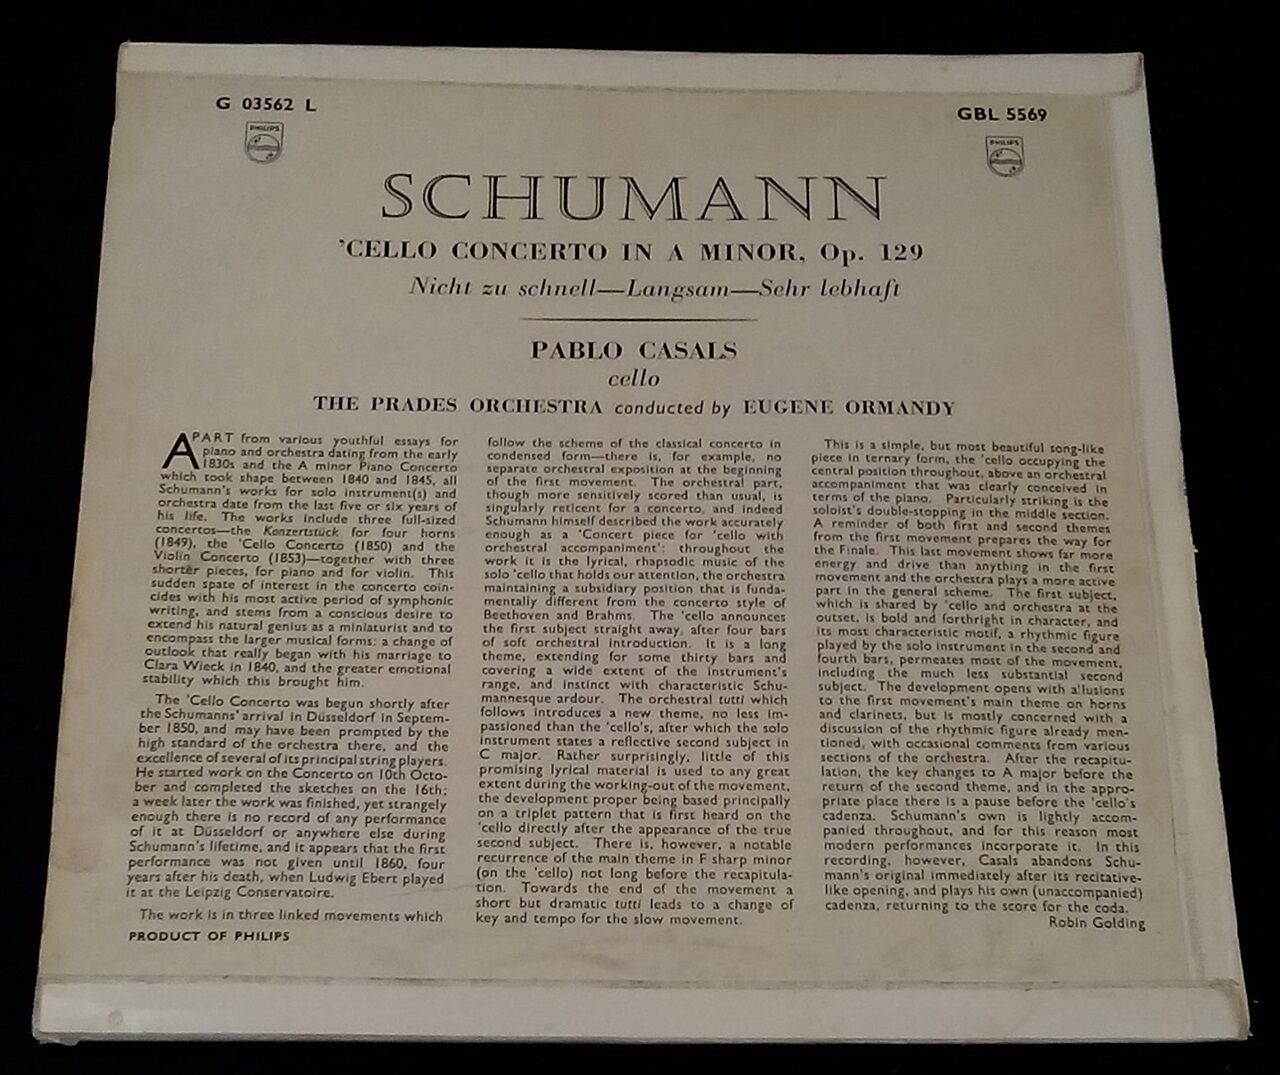 G 03562 L
GBL 5569
PHILIPS
PHILIPS
SCHUMANN
'CELLO CONCERTO IN A MINOR, Op. 129
Nicht zu schnell—Langsam—Sehr lebhaft
PABLO CASALS
cello
THE PRADES ORCHESTRA conducted by EUGENE ORMANDY
APART from various youthful essays for
piano and orchestra dating from the early
1830s and the A minor Piano Concerto
which took shape between 1840 and 1845, all
Schumann's works for solo instrument(s) and
orchestra date from the last five or six years of
his life. The works include three full-sized
concertos—the Konzertstück for four horns
(1849), the 'Cello Concerto (1850) and the
Violin Concerto (1853)—together with three
shorter pieces, for piano and for violin. This
sudden spate of interest in the concerto coin-
cides with his most active period of symphonic
writing, and stems from a conscious desire to
extend his natural genius as a miniaturist and to
encompass the larger musical forms: a change of
outlook that really began with his marriage to
Clara Wieck in 1840, and the greater emotional
stability which this brought him.
The 'Cello Concerto was begun shortly after
the Schumanns' arrival in Düsseldorf in Septem-
ber 1850, and may have been prompted by the
high standard of the orchestra there, and the
excellence of several of its principal string players.
He started work on the Concerto on 10th Octo-
ber and completed the sketches on the 16th;
a week later the work was finished, yet strangely
enough there is no record of any performance
of it at Düsseldorf or anywhere else during
Schumann's lifetime, and it appears that the first
performance was not given until 1860, four
years after his death, when Ludwig Ebert played
it at the Leipzig Conservatoire.
The work is in three linked movements which
PRODUCT OF PHILIPS
follow the scheme of the classical concerto in
condensed form—there is, for example, no
separate orchestral exposition at the beginning
of the first movement. The orchestral part,
though more sensitively scored than usual, is
singularly reticent for a concerto, and indeed
Schumann himself described the work accurately
enough as a 'Concert piece for 'cello with
orchestral accompaniment': throughout the
work it is the lyrical, rhapsodic music of the
solo 'cello that holds our attention, the orchestra
maintaining a subsidiary position that is funda-
mentally different from the concerto style of
Beethoven and Brahms. The 'cello announces
the first subject straight away, after four bars
of soft orchestral introduction. It is a long
theme, extending for some thirty bars and
covering a wide extent of the instrument's
range, and instinct with characteristic Schu-
mannesque ardour. The orchestral tutti which
follows introduces a new theme, no less im-
passioned than the 'cello's, after which the solo
instrument states a reflective second subject in
C major. Rather surprisingly, little of this
promising lyrical material is used to any great
extent during the working-out of the movement,
the development proper being based principally
on a triplet pattern that is first heard on the
'cello directly after the appearance of the true
second subject. There is, however, a notable
recurrence of the main theme in F sharp minor
(on the 'cello) not long before the recapitula-
tion. Towards the end of the movement a
short but dramatic tutti leads to a change of
key and tempo for the slow movement.
This is a simple, but most beautiful song-like
piece in ternary form, the 'cello occupying the
central position throughout, above an orchestral
accompaniment that was clearly conceived in
terms of the piano. Particularly striking is the
soloist's double-stopping in the middle section.
A reminder of both first and second themes
from the first movement prepares the way for
the Finale. This last movement shows far more
energy and drive than anything in the first
movement and the orchestra plays a more active
part in the general scheme. The first subject,
which is shared by 'cello and orchestra at the
outset, is bold and forthright in character, and
its most characteristic motif, a rhythmic figure
played by the solo instrument in the second and
fourth bars, permeates most of the movement,
including the much less substantial second
subject. The development opens with allusions
to the first movement's main theme on horns
and clarinets, but is mostly concerned with a
discussion of the rhythmic figure already men-
tioned, with occasional comments from various
sections of the orchestra. After the recapitu-
lation, the key changes to A major before the
return of the second theme, and in the appro-
priate place there is a pause before the 'cello's
cadenza. Schumann's own is lightly accom-
panied throughout, and for this reason most
modern performances incorporate it. In this
recording, however, Casals abandons Schu-
mann's original immediately after its recitative-
like opening, and plays his own (unaccompanied)
cadenza, returning to the score for the coda.
Robin Golding